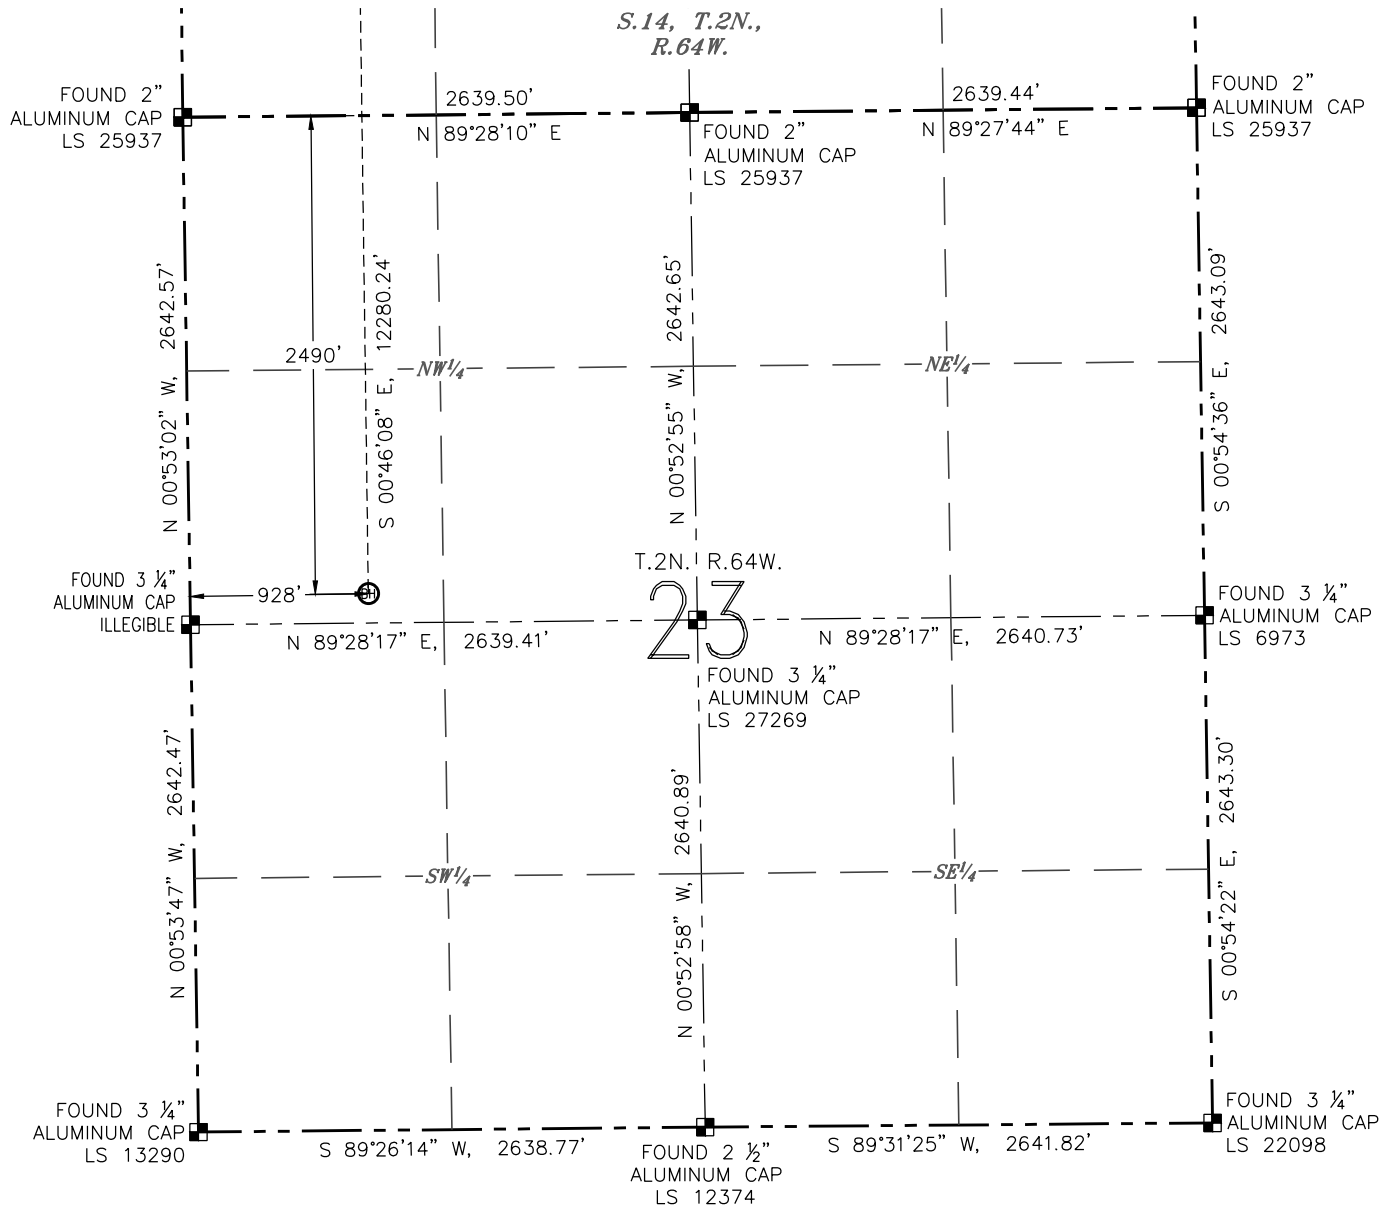 S.14, T.2N.,
R.64W.
FOUND 2"
ALUMINUM CAP
LS 25937
2639.50'
N 89°28'10" E
FOUND 2"
ALUMINUM CAP
LS 25937
2639.44'
N 89°27'44" E
FOUND 2"
ALUMINUM CAP
LS 25937
N 00°53'02" W, 2642.57'
2490'
S 00°46'08" E, 12280.24'
NW¼
N 00°52'55" W, 2642.65'
NE¼
S 00°54'36" E, 2643.09'
T.2N. R.64W.
23
FOUND 3 ¼"
ALUMINUM CAP
ILLEGIBLE
928'
BH
N 89°28'17" E, 2639.41'
N 89°28'17" E, 2640.73'
FOUND 3 ¼"
ALUMINUM CAP
LS 6973
FOUND 3 ¼"
ALUMINUM CAP
LS 27269
N 00°53'47" W, 2642.47'
SW¼
N 00°52'58" W, 2640.89'
SE¼
S 00°54'22" E, 2643.30'
FOUND 3 ¼"
ALUMINUM CAP
LS 13290
S 89°26'14" W, 2638.77'
FOUND 2 ½"
ALUMINUM CAP
LS 12374
S 89°31'25" W, 2641.82'
FOUND 3 ¼"
ALUMINUM CAP
LS 22098